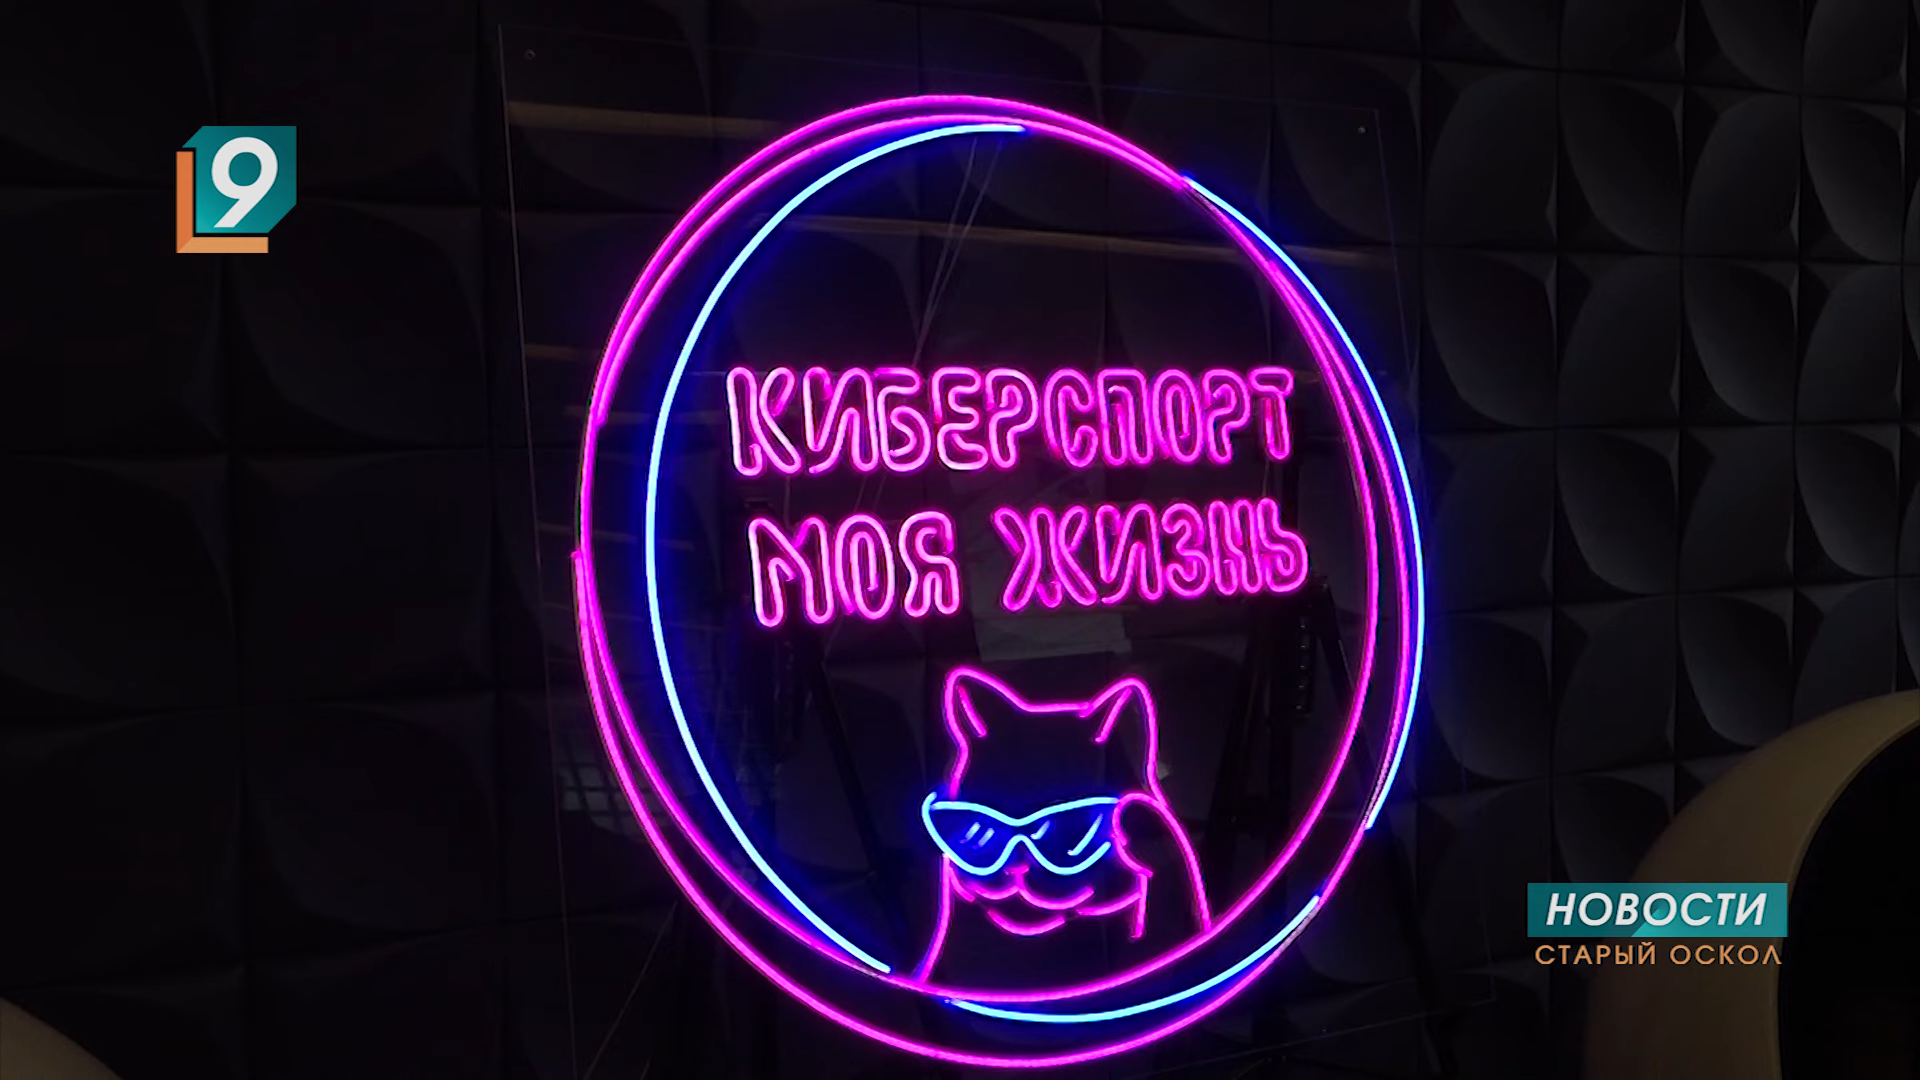 9
КИБЕРСПОРТ
МОЯ ЖИЗНЬ
НОВОСТИ
СТАРЫЙ ОСКОЛ